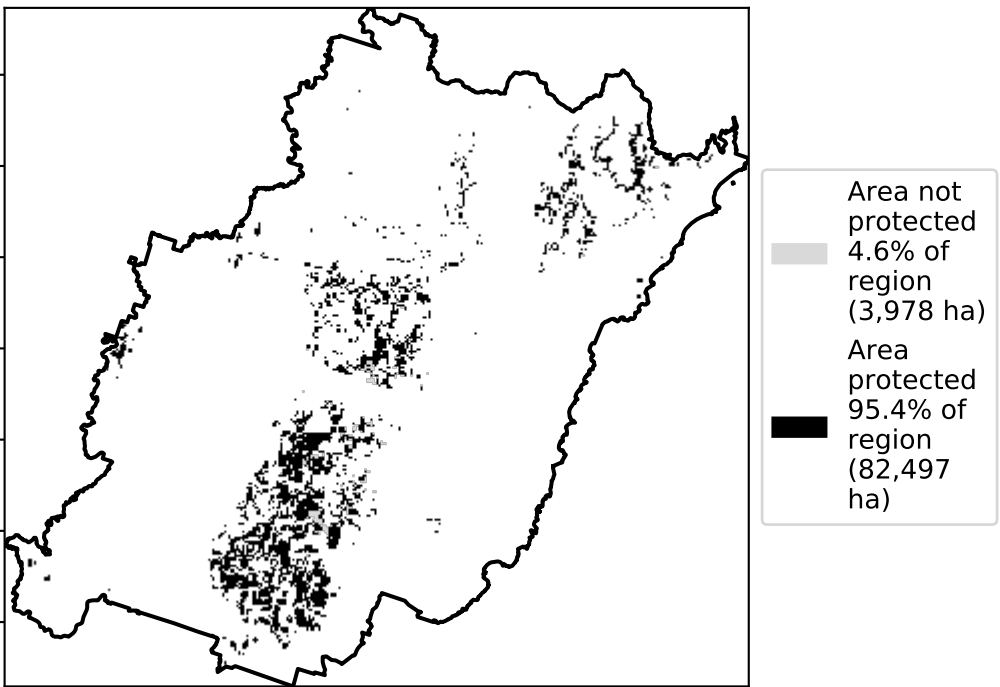 Area not
protected
4.6% of
region
(3,978 ha)
Area
protected
95.4% of
region
(82,497
ha)